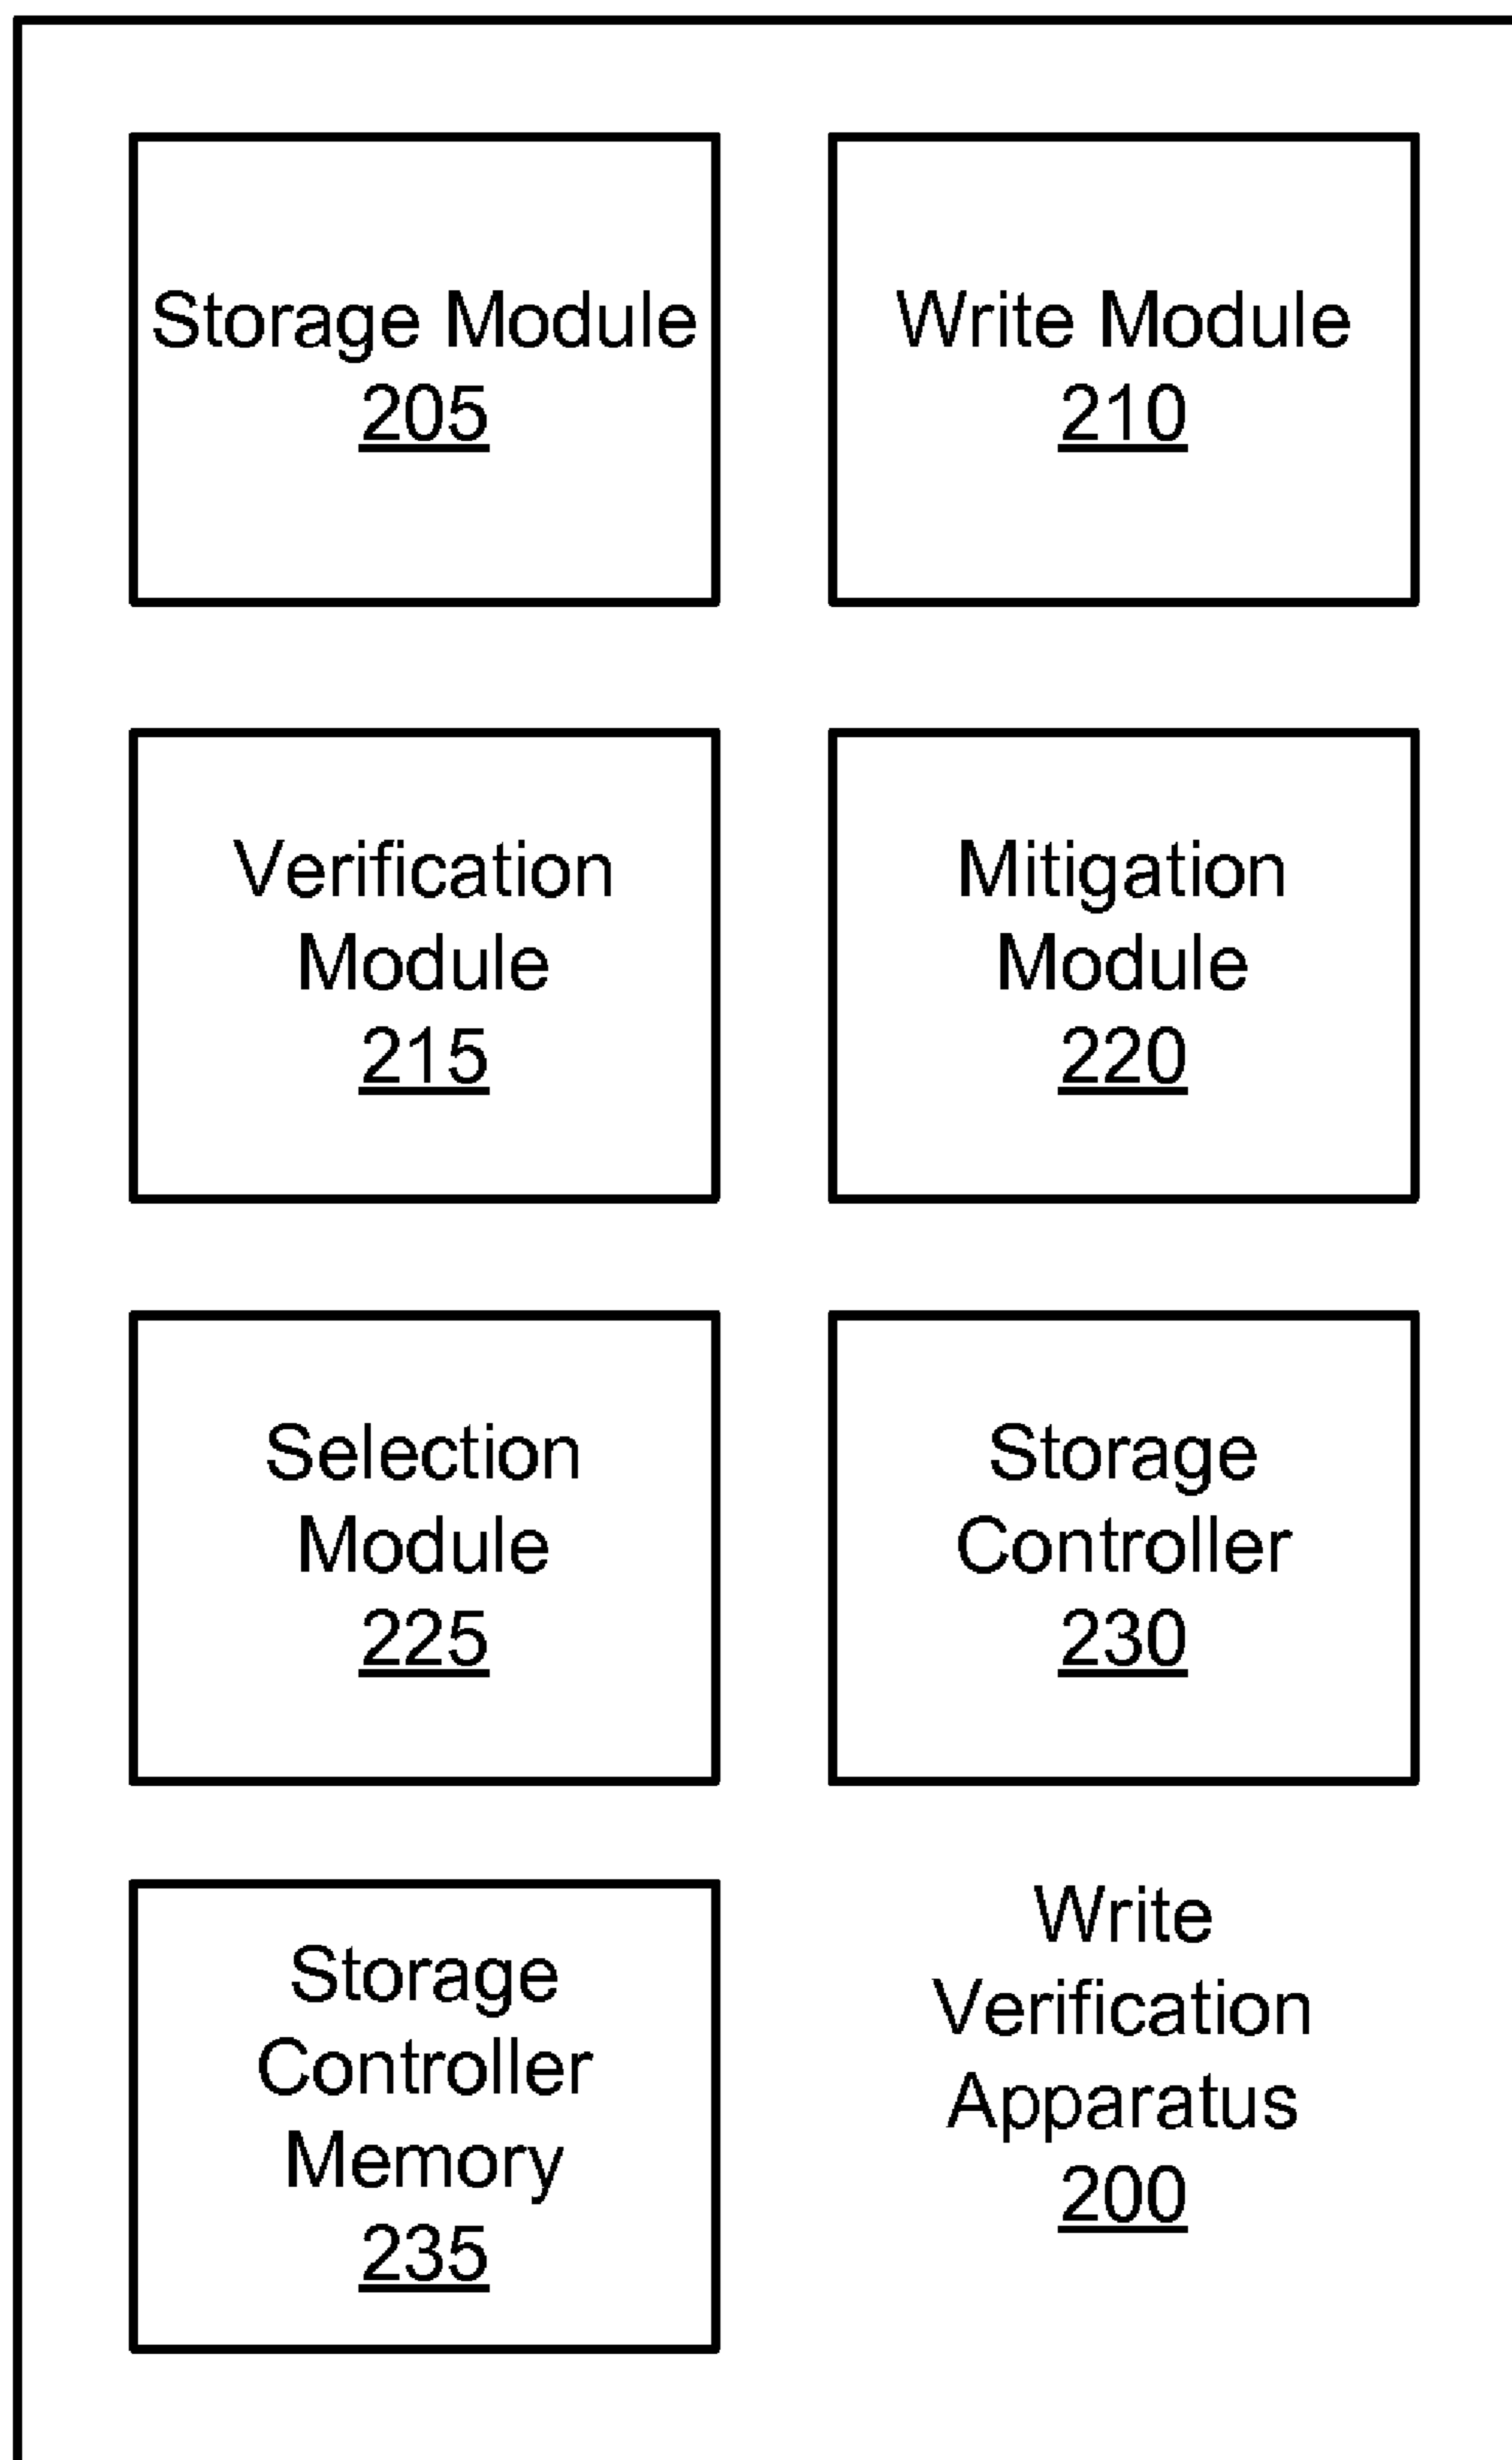 Storage Module
205
Write Module
210
Verification
Module
215
Mitigation
Module
220
Selection
Module
225
Storage
Controller
230
Storage
Controller
Memory
235
Write
Verification
Apparatus
200